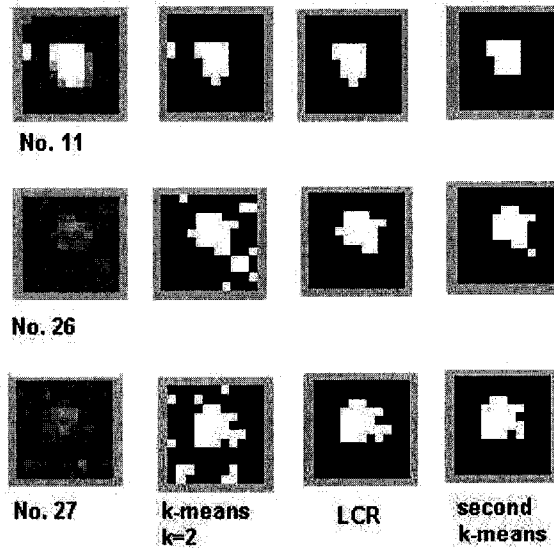 No. 11
No. 26
No. 27
k-means
k=2
LCR
second
k-means